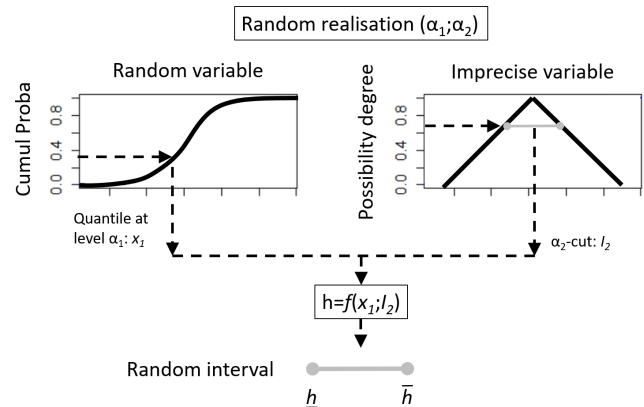 Random realisation (α₁;α₂)
Random variable
Imprecise variable
Cumul Proba
0.0 0.4 0.8
Possibility degree
0.0 0.4 0.8
Quantile at
level α₁: x₁
α₂-cut: I₂
h=f(x₁;I₂)
Random interval
h̲ h̅